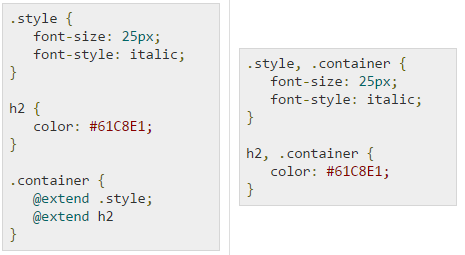 .style {
   font-size: 25px;
   font-style: italic;
}

h2 {
   color: #61C8E1;
}

.container {
   @extend .style;
   @extend h2
}

.style, .container {
   font-size: 25px;
   font-style: italic;
}

h2, .container {
   color: #61C8E1;
}